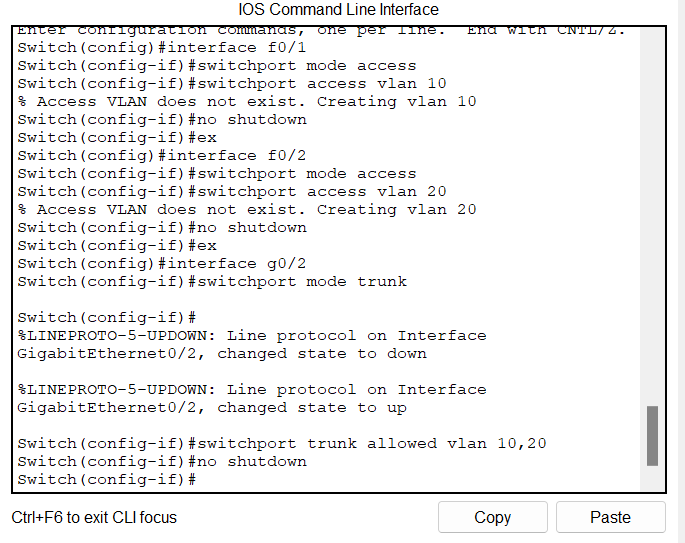 IOS Command Line Interface
Enter configuration commands, one per line.  End with CNTL/Z.
Switch(config)#interface f0/1
Switch(config-if)#switchport mode access
Switch(config-if)#switchport access vlan 10
% Access VLAN does not exist. Creating vlan 10
Switch(config-if)#no shutdown
Switch(config-if)#ex
Switch(config)#interface f0/2
Switch(config-if)#switchport mode access
Switch(config-if)#switchport access vlan 20
% Access VLAN does not exist. Creating vlan 20
Switch(config-if)#no shutdown
Switch(config-if)#ex
Switch(config)#interface g0/2
Switch(config-if)#switchport mode trunk

Switch(config-if)#
%LINEPROTO-5-UPDOWN: Line protocol on Interface
GigabitEthernet0/2, changed state to down

%LINEPROTO-5-UPDOWN: Line protocol on Interface
GigabitEthernet0/2, changed state to up

Switch(config-if)#switchport trunk allowed vlan 10,20
Switch(config-if)#no shutdown
Switch(config-if)#
Ctrl+F6 to exit CLI focus
Copy
Paste